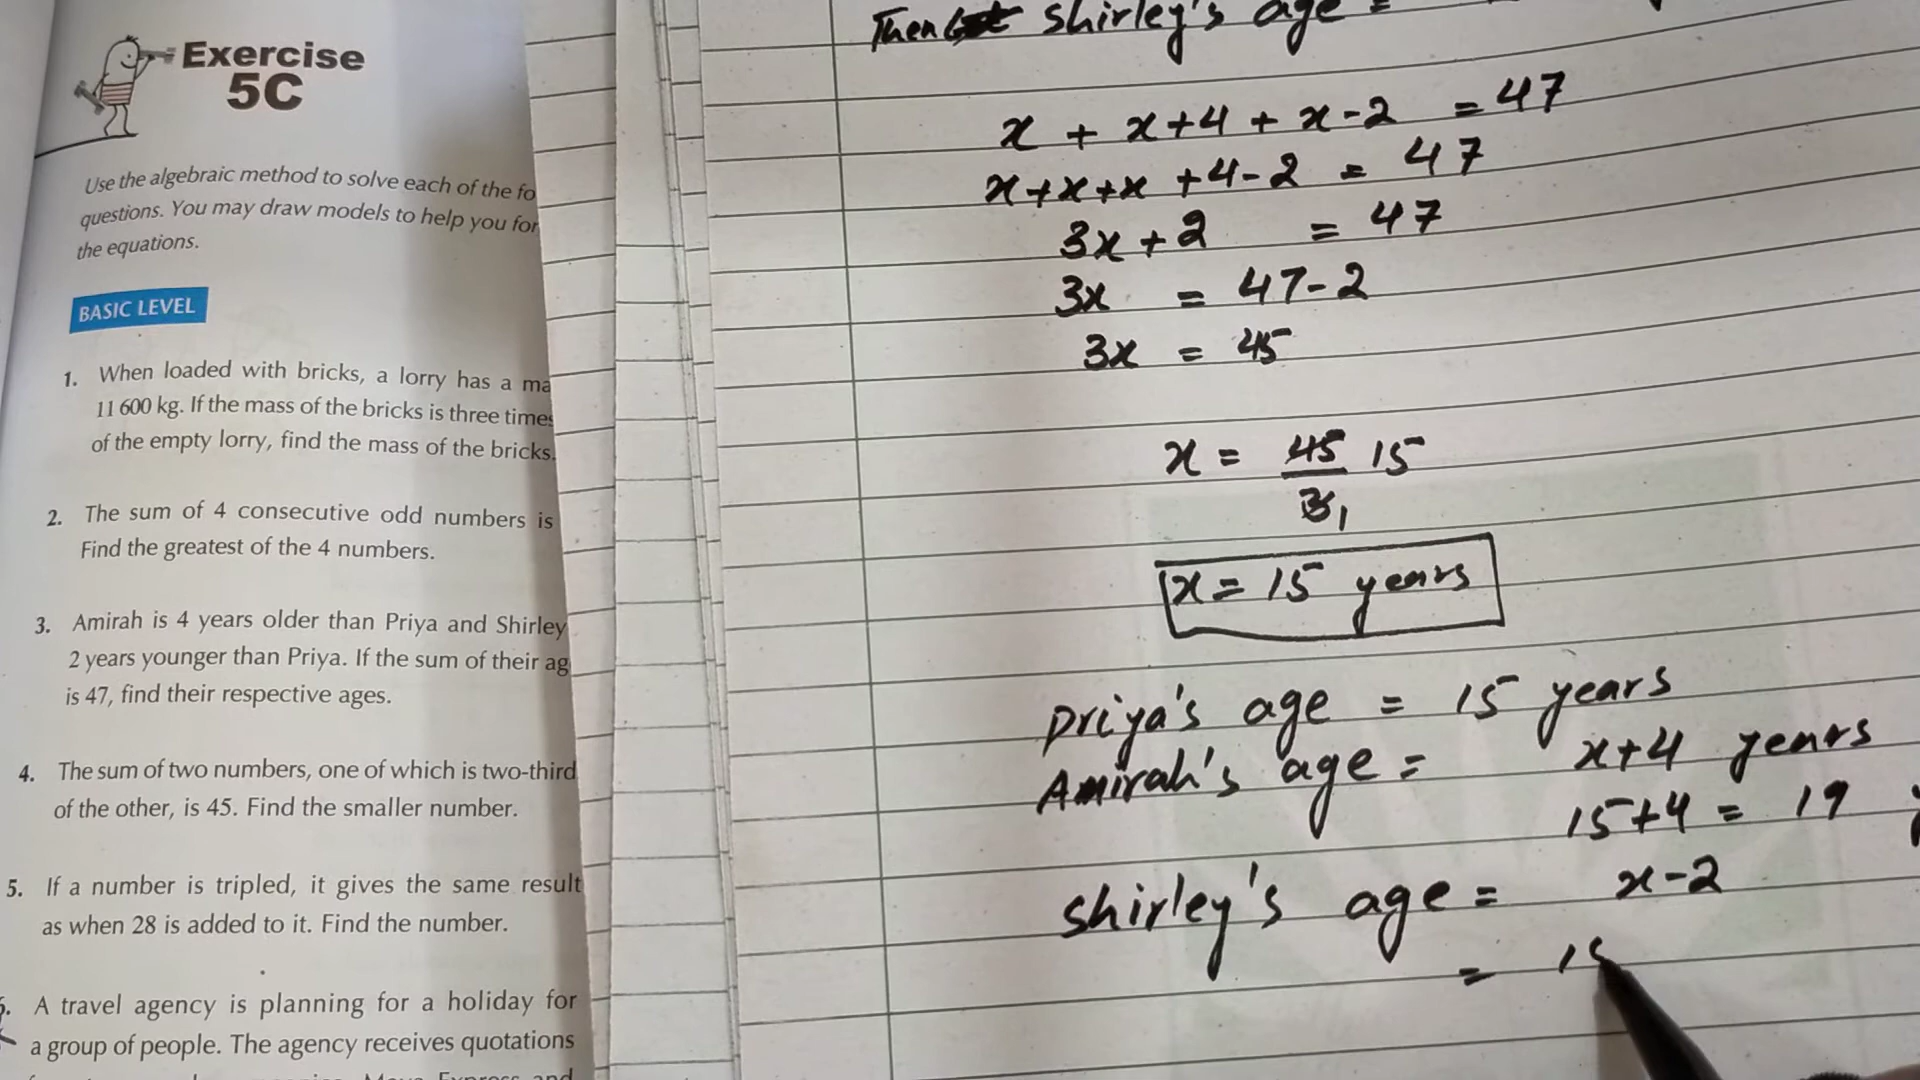 Exercise
5C
Use the algebraic method to solve each of the fo
questions. You may draw models to help you for
the equations.
BASIC LEVEL
1. When loaded with bricks, a lorry has a ma
11 600 kg. If the mass of the bricks is three times
of the empty lorry, find the mass of the bricks.
2. The sum of 4 consecutive odd numbers is
Find the greatest of the 4 numbers.
3. Amirah is 4 years older than Priya and Shirley
2 years younger than Priya. If the sum of their ag
is 47, find their respective ages.
4. The sum of two numbers, one of which is two-third
of the other, is 45. Find the smaller number.
5. If a number is tripled, it gives the same result
as when 28 is added to it. Find the number.
A travel agency is planning for a holiday for
a group of people. The agency receives quotations
Then shirley's age =
x + x+4 + x-2 = 47
x+x+x +4-2 = 47
3x+2 = 47
3x = 47-2
3x = 45
x = 45/3 15
1
x = 15 years
Priya's age = 15 years
Amirah's age = x+4 years
15+4 = 19
shirley's age = x-2
= 15